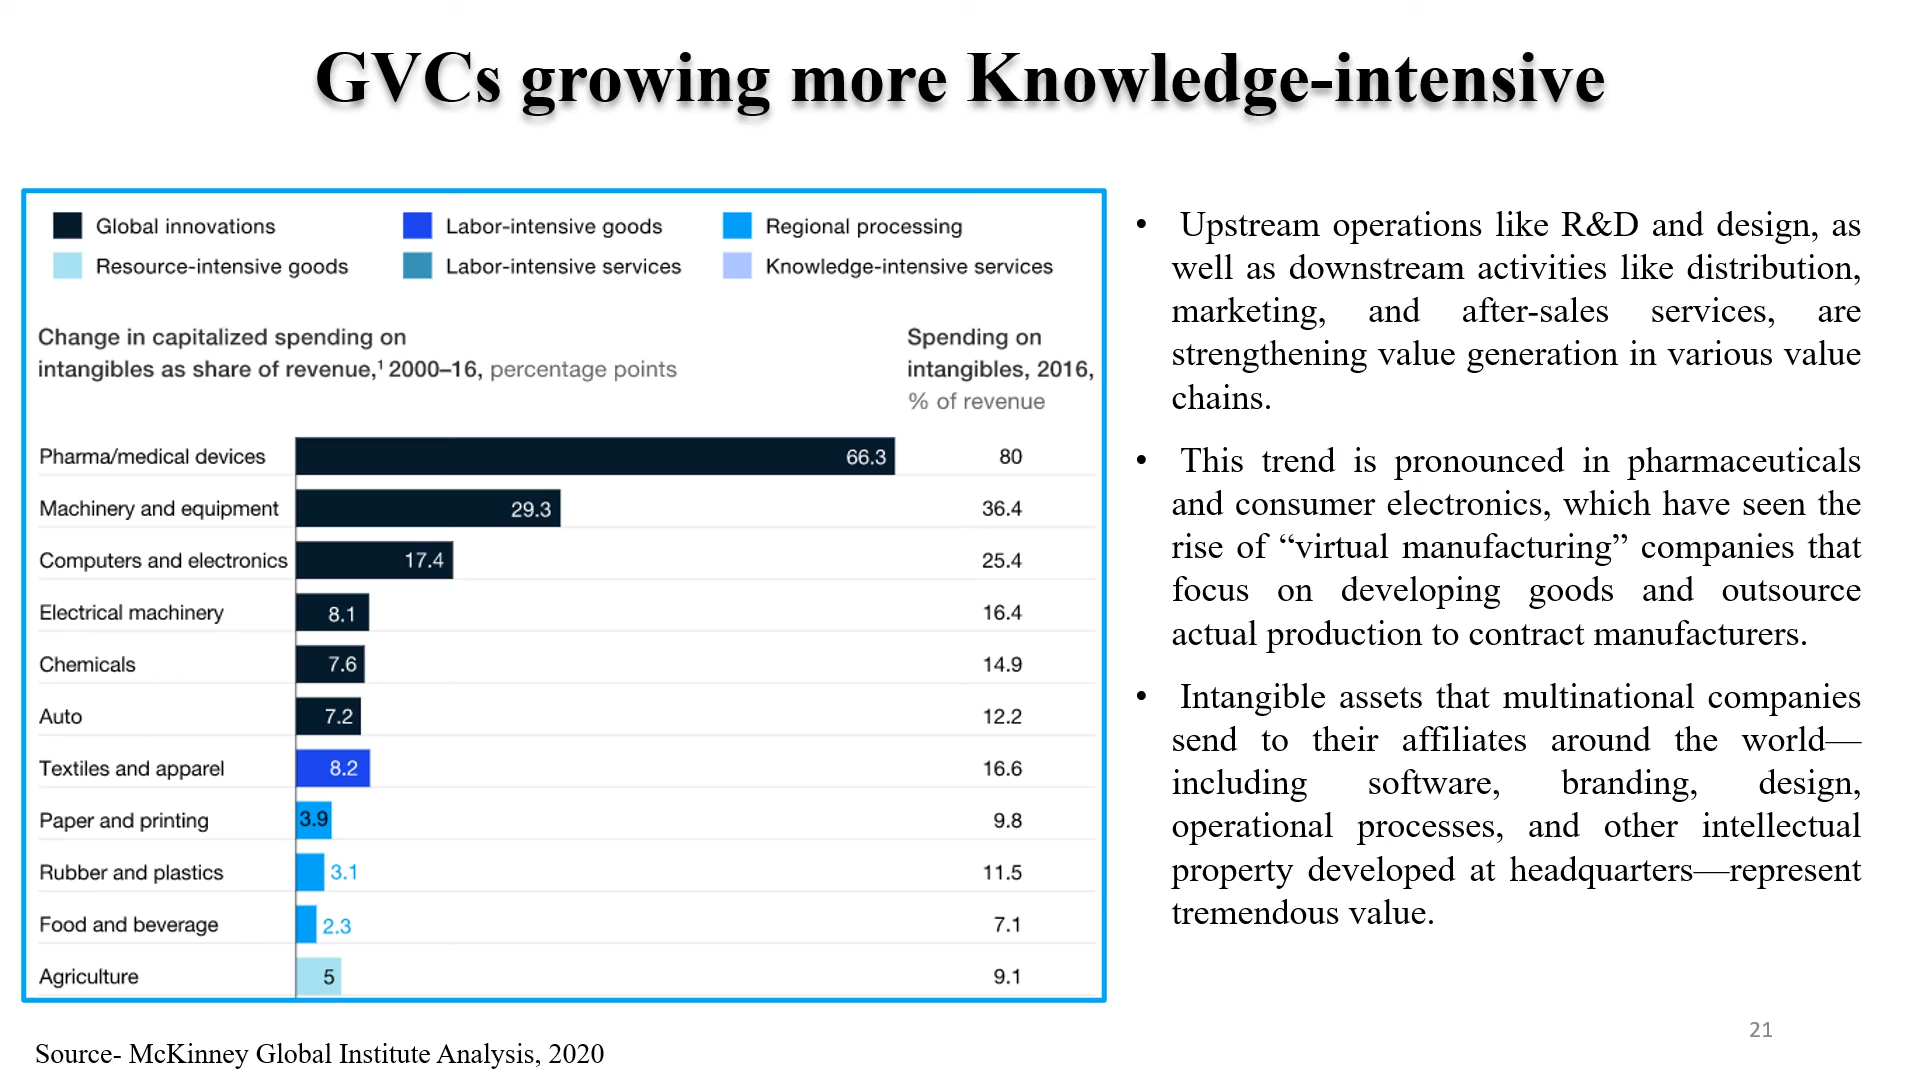 GVCs growing more Knowledge-intensive
Global innovations
Labor-intensive goods
Regional processing
Resource-intensive goods
Labor-intensive services
Knowledge-intensive services
Change in capitalized spending on
intangibles as share of revenue,¹ 2000–16, percentage points
Spending on
intangibles, 2016,
% of revenue
Pharma/medical devices 66.3 80
Machinery and equipment 29.3 36.4
Computers and electronics 17.4 25.4
Electrical machinery 8.1 16.4
Chemicals 7.6 14.9
Auto 7.2 12.2
Textiles and apparel 8.2 16.6
Paper and printing 3.9 9.8
Rubber and plastics 3.1 11.5
Food and beverage 2.3 7.1
Agriculture 5 9.1
Source- McKinney Global Institute Analysis, 2020
• Upstream operations like R&D and design, as
well as downstream activities like distribution,
marketing, and after-sales services, are
strengthening value generation in various value
chains.
• This trend is pronounced in pharmaceuticals
and consumer electronics, which have seen the
rise of “virtual manufacturing” companies that
focus on developing goods and outsource
actual production to contract manufacturers.
• Intangible assets that multinational companies
send to their affiliates around the world—
including software, branding, design,
operational processes, and other intellectual
property developed at headquarters—represent
tremendous value.
21